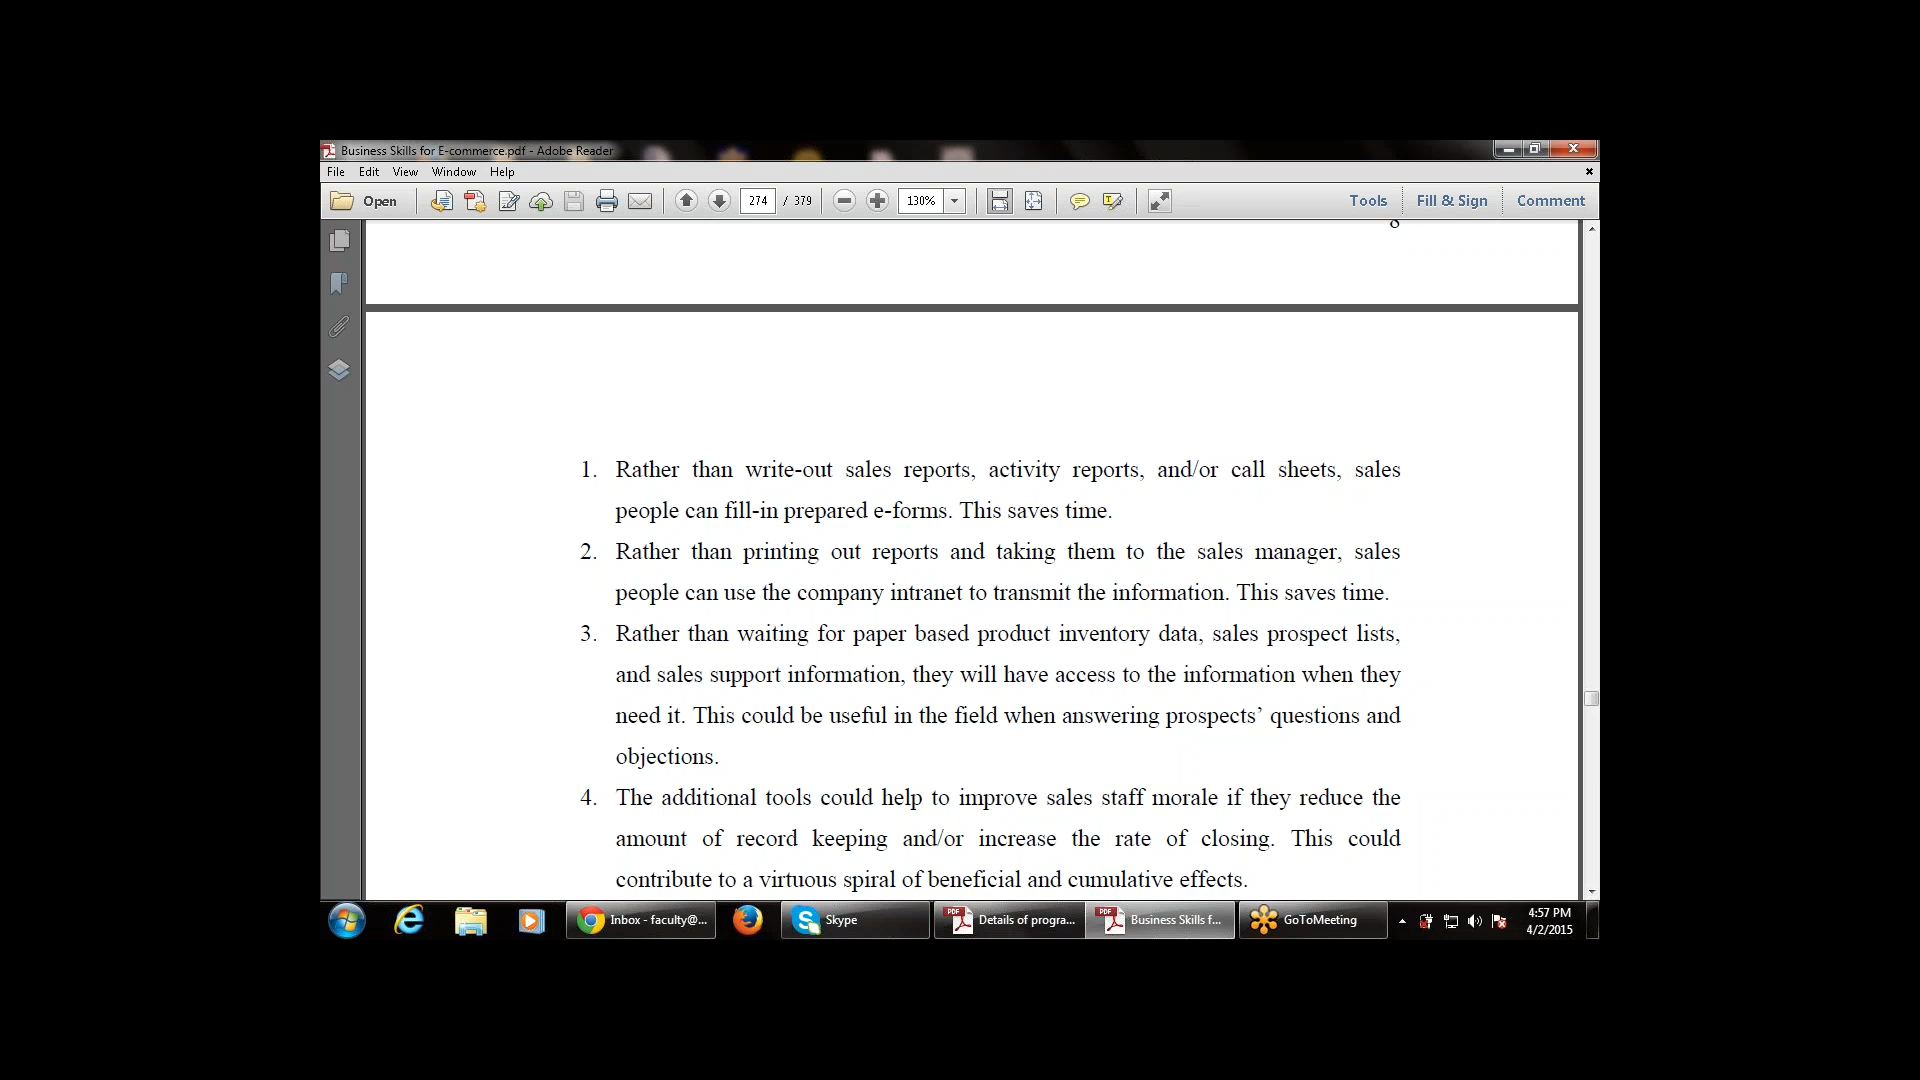 Business Skills for E-commerce.pdf - Adobe Reader
File Edit View Window Help
Open 274 / 379 130% Tools Fill & Sign Comment
8
1. Rather than write-out sales reports, activity reports, and/or call sheets, sales
people can fill-in prepared e-forms. This saves time.
2. Rather than printing out reports and taking them to the sales manager, sales
people can use the company intranet to transmit the information. This saves time.
3. Rather than waiting for paper based product inventory data, sales prospect lists,
and sales support information, they will have access to the information when they
need it. This could be useful in the field when answering prospects’ questions and
objections.
4. The additional tools could help to improve sales staff morale if they reduce the
amount of record keeping and/or increase the rate of closing. This could
contribute to a virtuous spiral of beneficial and cumulative effects.
Inbox - faculty@... Skype Details of progra... Business Skills f... GoToMeeting 4:57 PM
4/2/2015